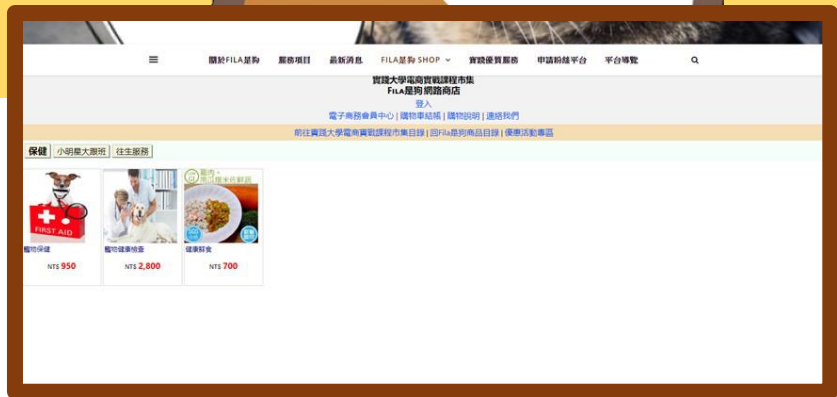 關於FILA是狗 服務項目 最新消息 FILA是狗 SHOP 實踐優質服務 申請粉絲平台 平台導覽
實踐大學電商實戰課程市集
FILA是狗 網路商店
登入
電子商務會員中心 | 購物車結帳 | 購物說明 | 連絡我們
前往實踐大學電商實戰課程市集目錄 | 回Fila是狗商品目錄 | 優惠活動專區
保健 小明星大跟班 往生服務
FIRST AID
寵物保健 寵物健康檢查 健康鮮食
NT$ 950 NT$ 2,800 NT$ 700